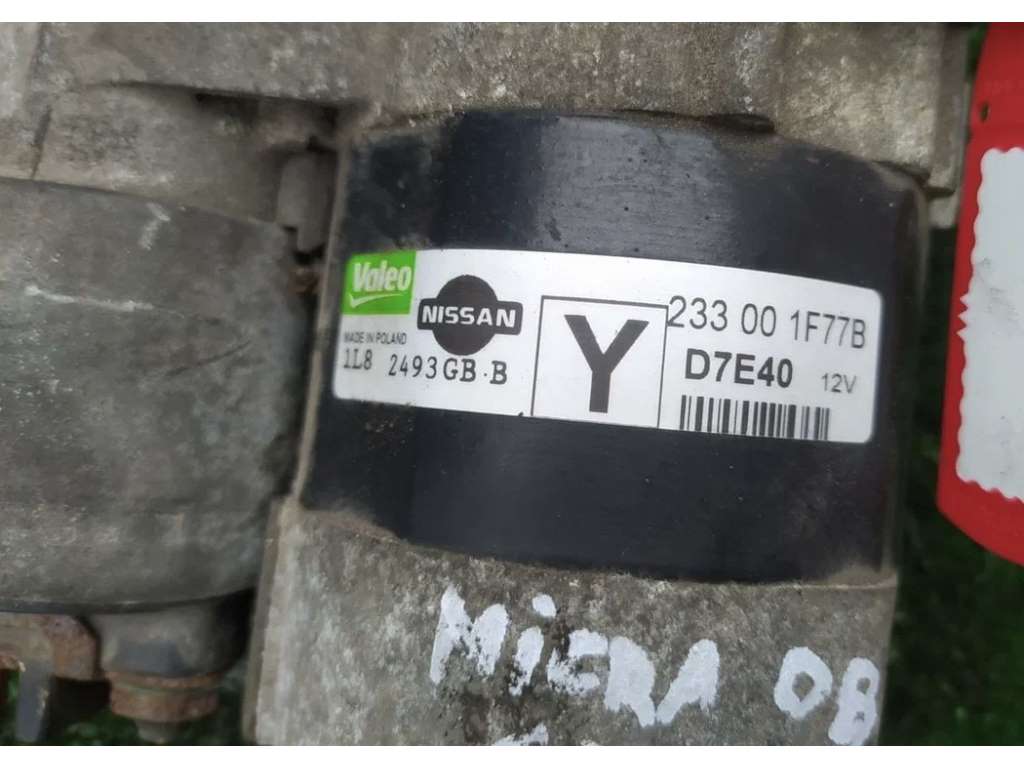 Valeo
NISSAN
MADE IN POLAND
1L8 2493GB·B
Y
233 00 1F77B
D7E40 12V
MiCRA 08